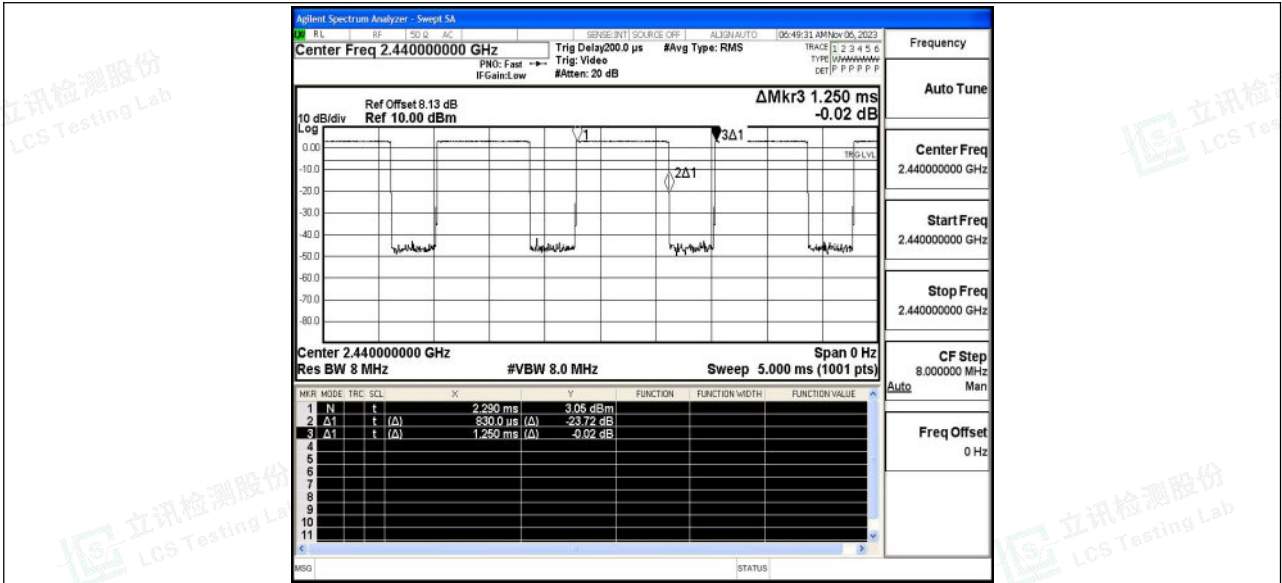 Agilent Spectrum Analyzer - Swept SA
RL RF 50 Ω AC SENSE:INT SOURCE OFF ALIGNAUTO 06:49:31 AM Nov 06, 2023
Center Freq 2.440000000 GHz
PNO: Fast
IFGain:Low
Trig Delay200.0 µs
Trig: Video
#Atten: 20 dB
#Avg Type: RMS
TRACE 1 2 3 4 5 6
TYPE WWWWWWW
DET P P P P P P
Ref Offset 8.13 dB
10 dB/div Ref 10.00 dBm
Log
ΔMkr3 1.250 ms
-0.02 dB
1
3Δ1
2Δ1
TRIG LVL
0.00
-10.0
-20.0
-30.0
-40.0
-50.0
-60.0
-70.0
-80.0
Center 2.440000000 GHz Span 0 Hz
Res BW 8 MHz #VBW 8.0 MHz Sweep 5.000 ms (1001 pts)
MKR MODE TRC SCL X Y FUNCTION FUNCTION WIDTH FUNCTION VALUE
1 N t 2.290 ms 3.05 dBm
2 Δ1 t (Δ) 830.0 µs (Δ) -23.72 dB
3 Δ1 t (Δ) 1.250 ms (Δ) -0.02 dB
4
5
6
7
8
9
10
11
MSG STATUS
Frequency
Auto Tune
Center Freq
2.440000000 GHz
Start Freq
2.440000000 GHz
Stop Freq
2.440000000 GHz
CF Step
8.000000 MHz
Auto Man
Freq Offset
0 Hz
立讯检测股份
LCS Testing Lab
立讯检
LCS Tes
立讯检测股份
LCS Testing La
立讯检测股份
LCS Testing Lab